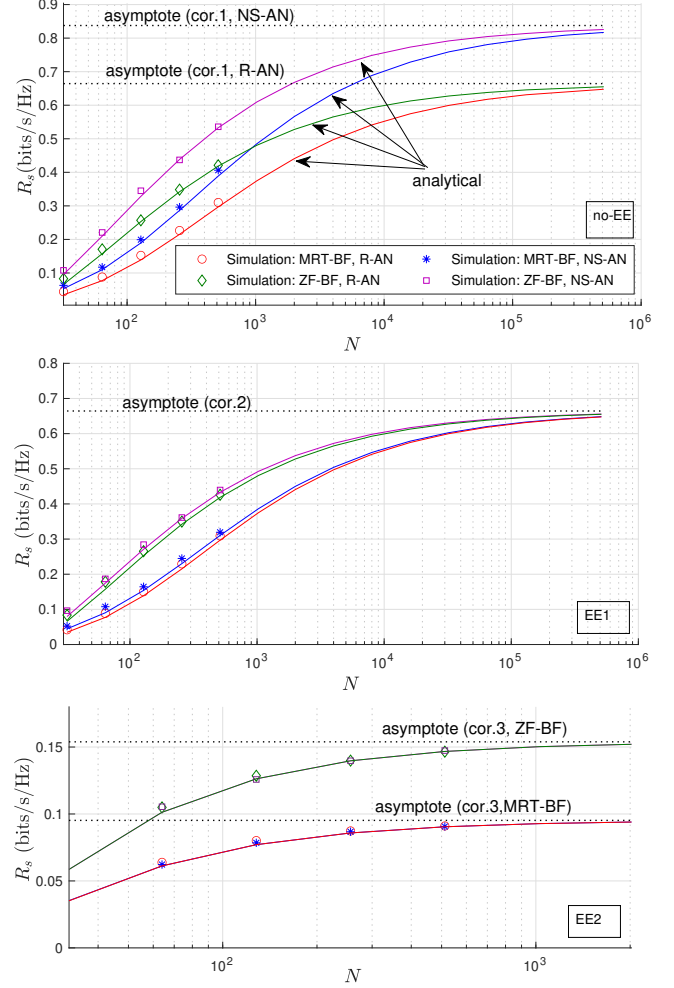 0.9
asymptote (cor.1, NS-AN)
0.8
asymptote (cor.1, R-AN)
0.7
0.6
0.5
0.4
0.3
0.2
0.1
R_s(bits/s/Hz)
analytical
no-EE
Simulation: MRT-BF, R-AN
Simulation: MRT-BF, NS-AN
Simulation: ZF-BF, R-AN
Simulation: ZF-BF, NS-AN
10^2 10^3 10^4 10^5 10^6
N
0.8
0.7
asymptote (cor.2)
0.6
0.5
0.4
0.3
0.2
0.1
0
R_s (bits/s/Hz)
EE1
10^2 10^3 10^4 10^5 10^6
N
asymptote (cor.3, ZF-BF)
0.15
asymptote (cor.3,MRT-BF)
0.1
0.05
0
R_s (bits/s/Hz)
EE2
10^2 10^3
N